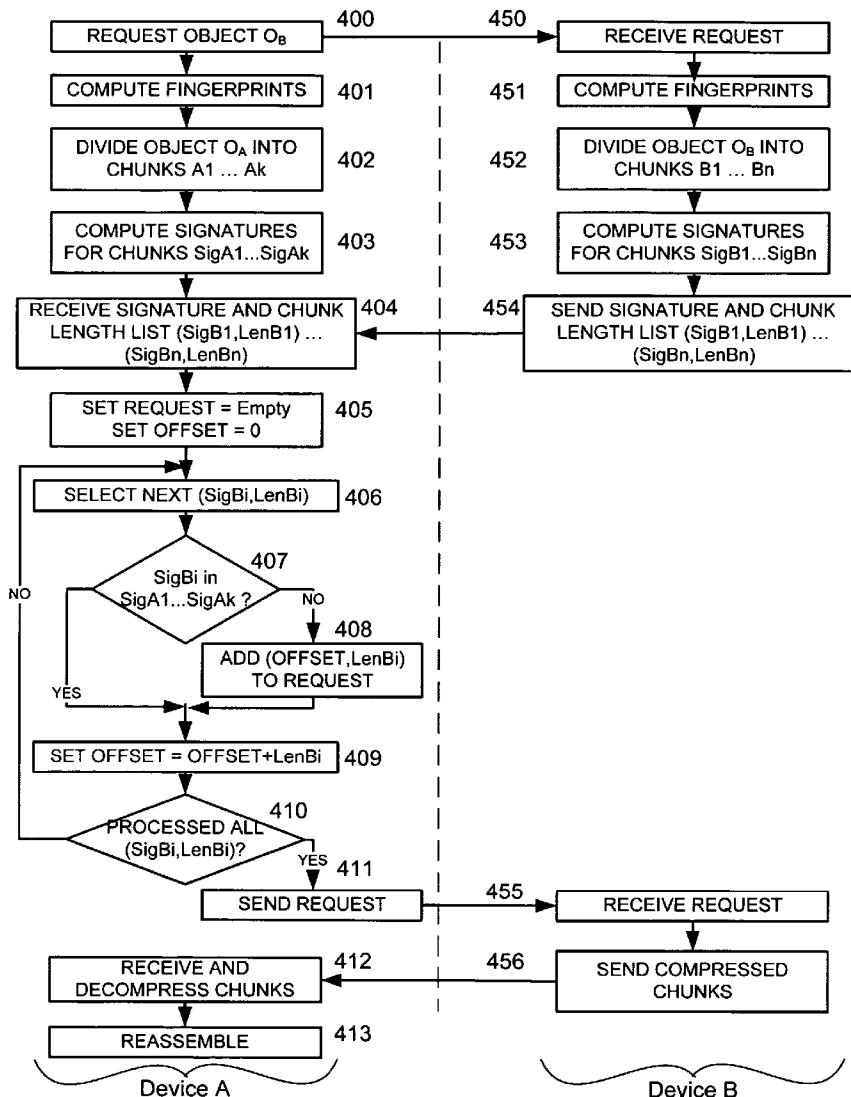 REQUEST OBJECT O_B
400
450
RECEIVE REQUEST
COMPUTE FINGERPRINTS
401
451
COMPUTE FINGERPRINTS
DIVIDE OBJECT O_A INTO
CHUNKS A1 ... Ak
402
452
DIVIDE OBJECT O_B INTO
CHUNKS B1 ... Bn
COMPUTE SIGNATURES
FOR CHUNKS SigA1...SigAk
403
453
COMPUTE SIGNATURES
FOR CHUNKS SigB1...SigBn
RECEIVE SIGNATURE AND CHUNK
LENGTH LIST (SigB1,LenB1) ...
(SigBn,LenBn)
404
454
SEND SIGNATURE AND CHUNK
LENGTH LIST (SigB1,LenB1) ...
(SigBn,LenBn)
SET REQUEST = Empty
SET OFFSET = 0
405
SELECT NEXT (SigBi,LenBi)
406
407
SigBi in
SigA1...SigAk ?
NO
NO
408
ADD (OFFSET,LenBi)
TO REQUEST
YES
SET OFFSET = OFFSET+LenBi
409
410
PROCESSED ALL
(SigBi,LenBi)?
YES
411
SEND REQUEST
455
RECEIVE REQUEST
RECEIVE AND
DECOMPRESS CHUNKS
412
456
SEND COMPRESSED
CHUNKS
REASSEMBLE
413
Device A
Device B